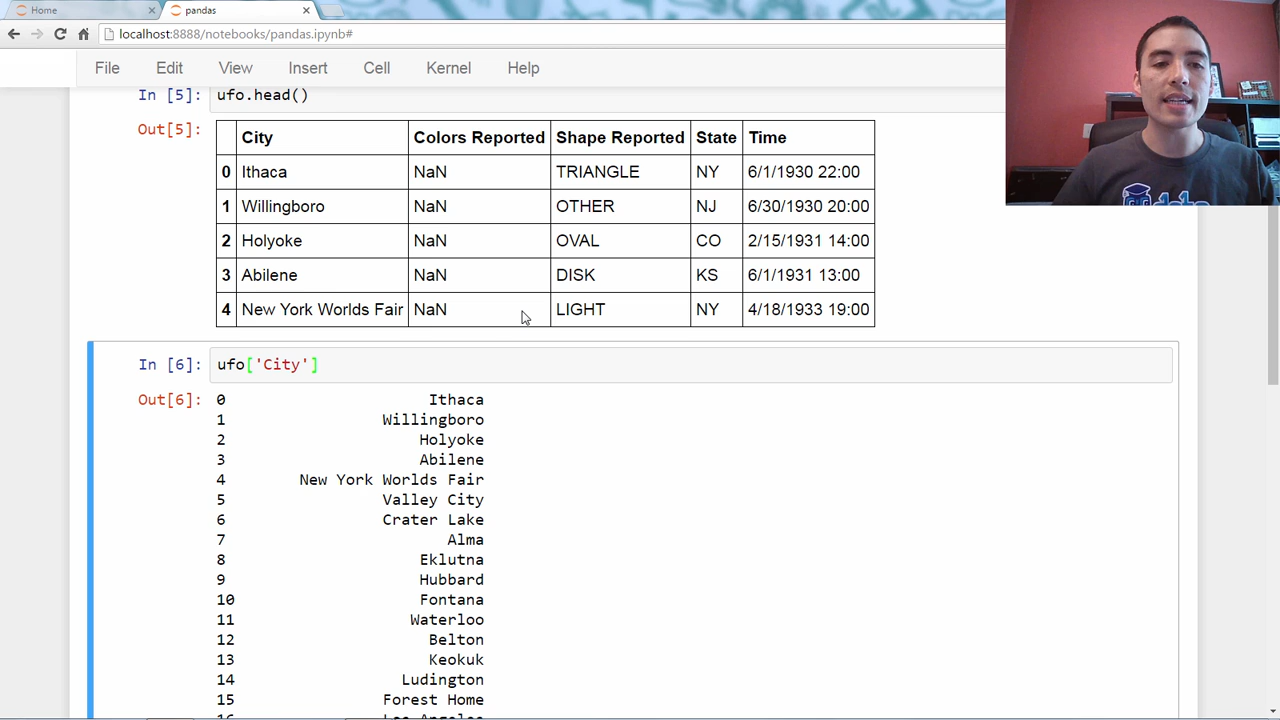 Home
pandas
localhost:8888/notebooks/pandas.ipynb#
File Edit View Insert Cell Kernel Help
In [5]: ufo.head()
Out[5]:
City Colors Reported Shape Reported State Time
0 Ithaca NaN TRIANGLE NY 6/1/1930 22:00
1 Willingboro NaN OTHER NJ 6/30/1930 20:00
2 Holyoke NaN OVAL CO 2/15/1931 14:00
3 Abilene NaN DISK KS 6/1/1931 13:00
4 New York Worlds Fair NaN LIGHT NY 4/18/1933 19:00
In [6]: ufo['City']
Out[6]: 0 Ithaca
1 Willingboro
2 Holyoke
3 Abilene
4 New York Worlds Fair
5 Valley City
6 Crater Lake
7 Alma
8 Eklutna
9 Hubbard
10 Fontana
11 Waterloo
12 Belton
13 Keokuk
14 Ludington
15 Forest Home
16 Los Angeles